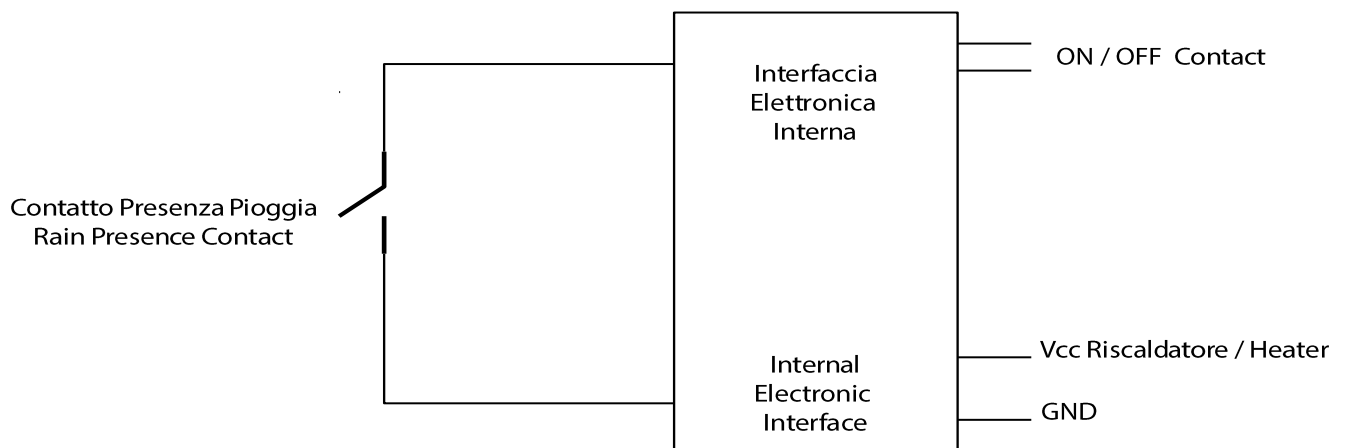 Interfaccia
Elettronica
Interna
ON / OFF Contact
Contatto Presenza Pioggia
Rain Presence Contact
Internal
Electronic
Interface
Vcc Riscaldatore / Heater
GND